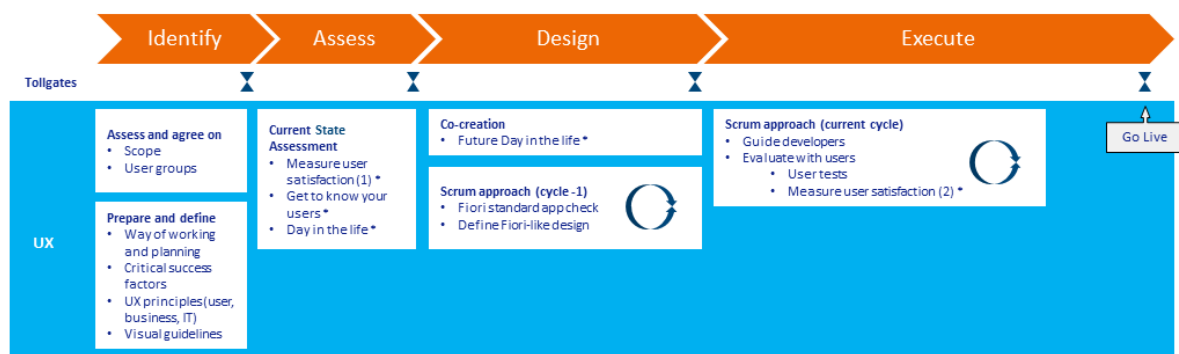 Identify
Assess
Design
Execute
Tollgates
UX
Assess and agree on
• Scope
• User groups
Prepare and define
• Way of working
and planning
• Critical success
factors
• UX principles (user,
business, IT)
• Visual guidelines
Current State
Assessment
• Measure user
satisfaction (1) *
• Get to know your
users *
• Day in the life *
Co-creation
• Future Day in the life *
Scrum approach (cycle -1)
• Fiori standard app check
• Define Fiori-like design
Scrum approach (current cycle)
• Guide developers
• Evaluate with users
• User tests
• Measure user satisfaction (2) *
Go Live